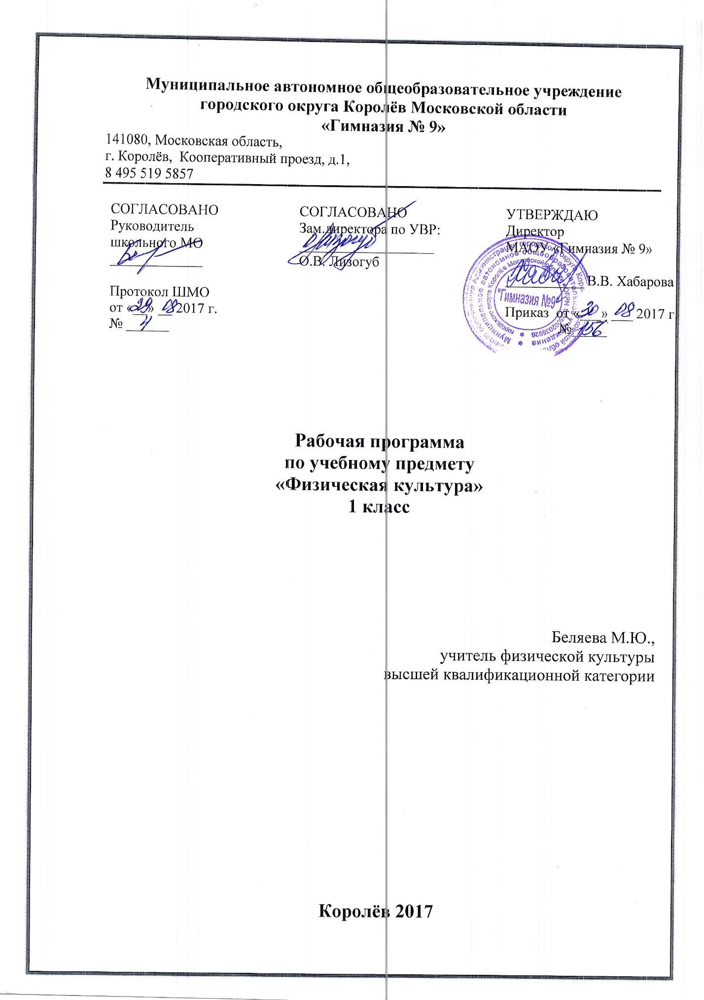 Муниципальное автономное общеобразовательное учреждение
городского округа Королёв Московской области
«Гимназия № 9»
141080, Московская область,
г. Королёв, Кооперативный проезд, д.1,
8 495 519 5857
СОГЛАСОВАНО
Руководитель
школьного МО
Протокол ШМО
от «29» 08 2017 г.
№ 4
СОГЛАСОВАНО
Зам.директора по УВР:
О.В. Лизогуб
УТВЕРЖДАЮ
Директор
МАОУ «Гимназия № 9»
В.В. Хабарова
Приказ от «30» 08 2017 г.
№ 156
"Гимназия №9"
Рабочая программа
по учебному предмету
«Физическая культура»
1 класс
Беляева М.Ю.,
учитель физической культуры
высшей квалификационной категории
Королёв 2017